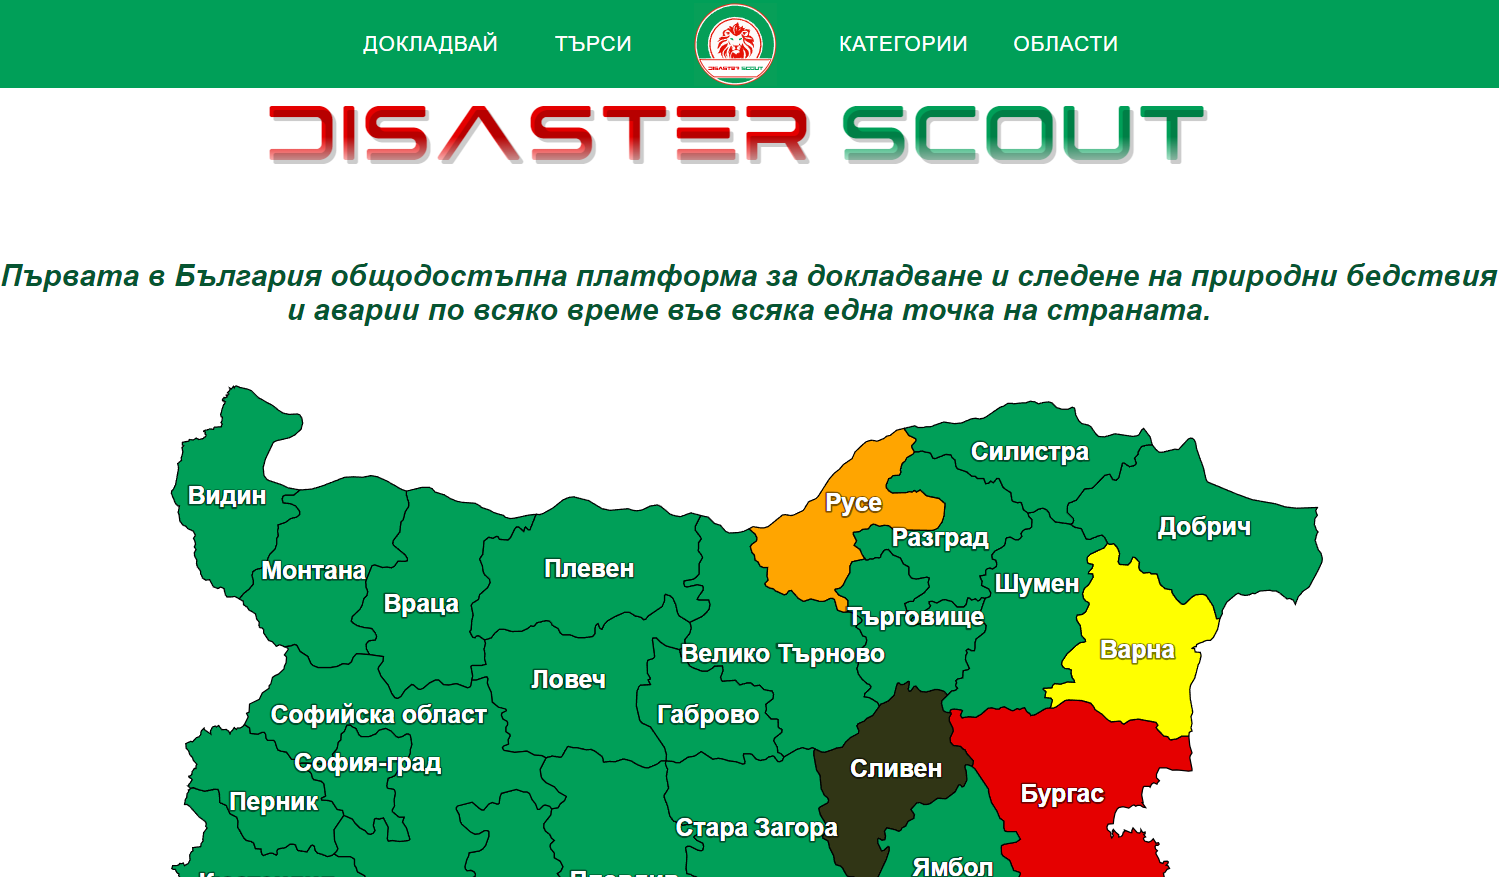 ДОКЛАДВАЙ
ТЪРСИ
DISASTER SCOUT
КАТЕГОРИИ
ОБЛАСТИ
DISASTER SCOUT
Първата в България общодостъпна платформа за докладване и следене на природни бедствия
и аварии по всяко време във всяка една точка на страната.
Силистра
Видин
Русе
Добрич
Разград
Плевен
Монтана
Шумен
Враца
Търговище
Варна
Велико Търново
Ловеч
Софийска област
Габрово
София-град
Сливен
Бургас
Перник
Стара Загора
Ямбол